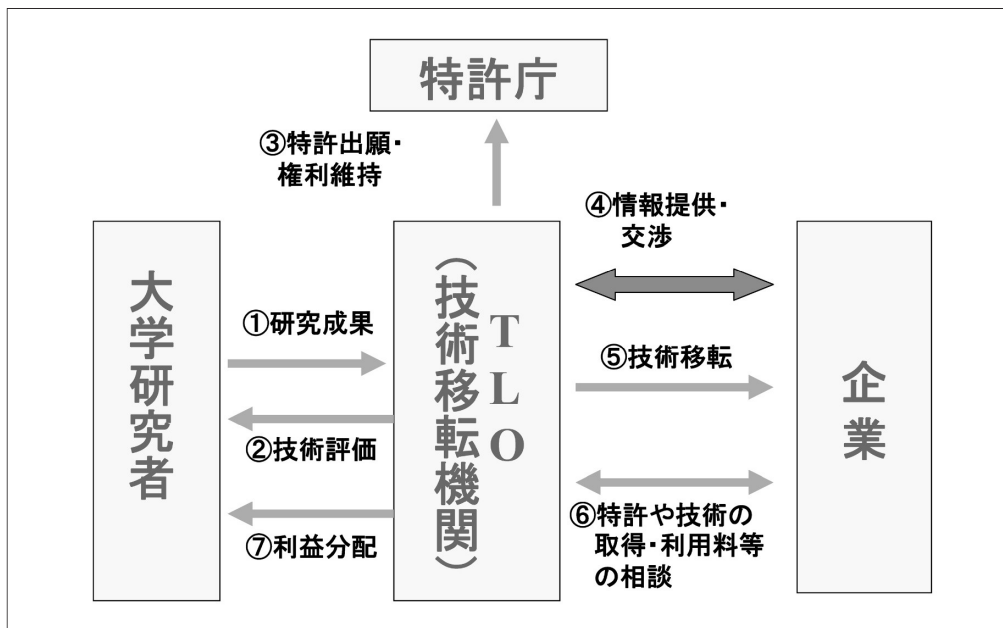 特許庁
③特許出願・
権利維持
④情報提供・
交渉
大学研究者
①研究成果
②技術評価
⑦利益分配
TLO
(技術移転機関)
⑤技術移転
⑥特許や技術の
取得・利用料等
の相談
企業